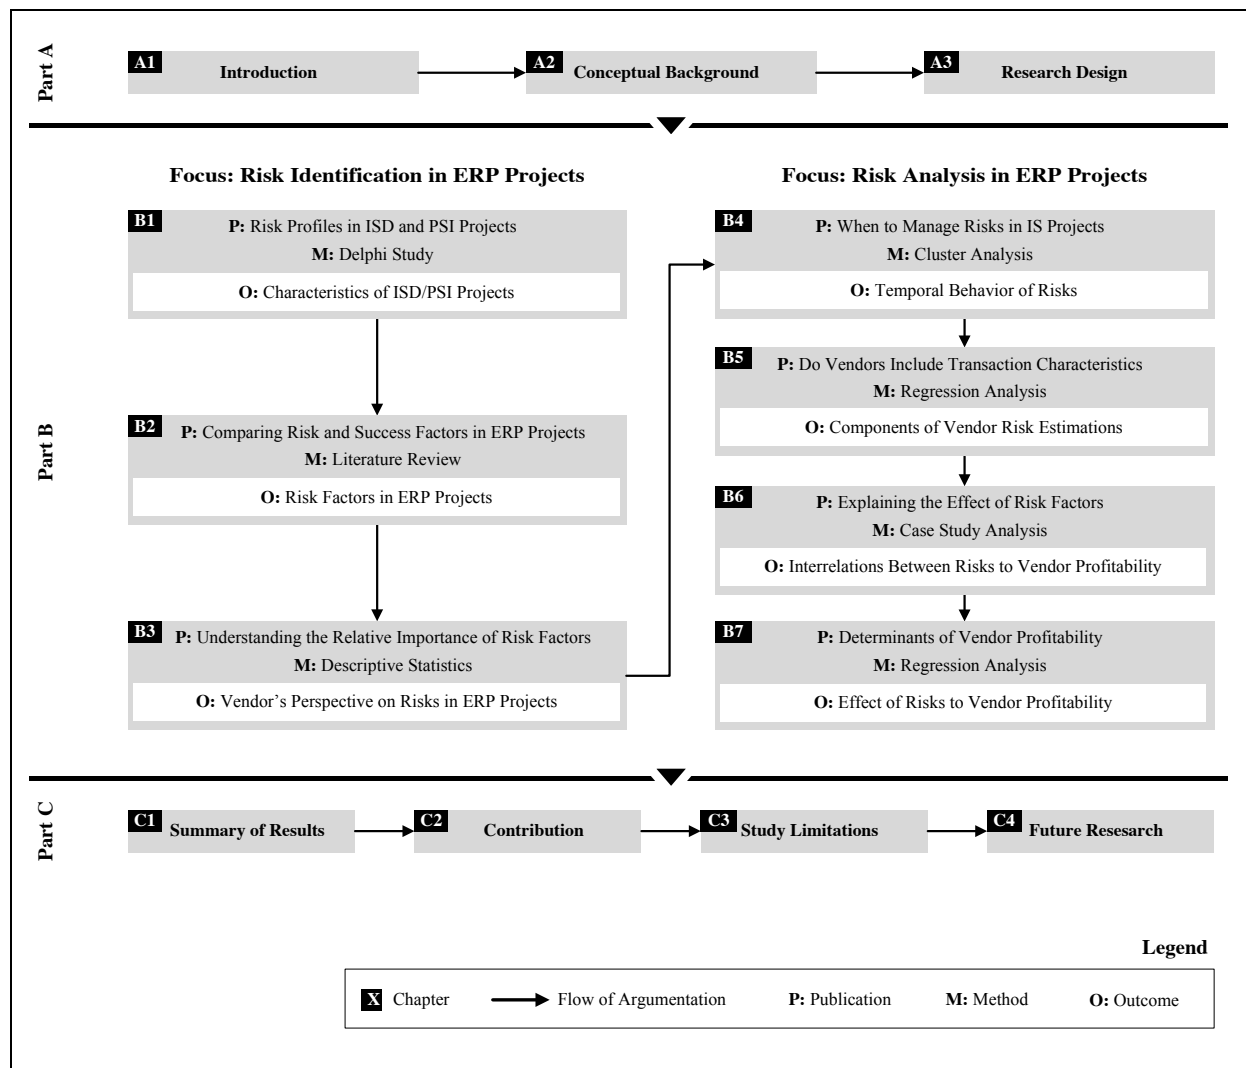 Part A
A1
Introduction
A2
Conceptual Background
A3
Research Design
Part B
Focus: Risk Identification in ERP Projects
B1
P: Risk Profiles in ISD and PSI Projects
M: Delphi Study
O: Characteristics of ISD/PSI Projects
B2
P: Comparing Risk and Success Factors in ERP Projects
M: Literature Review
O: Risk Factors in ERP Projects
B3
P: Understanding the Relative Importance of Risk Factors
M: Descriptive Statistics
O: Vendor's Perspective on Risks in ERP Projects
Focus: Risk Analysis in ERP Projects
B4
P: When to Manage Risks in IS Projects
M: Cluster Analysis
O: Temporal Behavior of Risks
B5
P: Do Vendors Include Transaction Characteristics
M: Regression Analysis
O: Components of Vendor Risk Estimations
B6
P: Explaining the Effect of Risk Factors
M: Case Study Analysis
O: Interrelations Between Risks to Vendor Profitability
B7
P: Determinants of Vendor Profitability
M: Regression Analysis
O: Effect of Risks to Vendor Profitability
Part C
C1
Summary of Results
C2
Contribution
C3
Study Limitations
C4
Future Resesarch
Legend
X Chapter
Flow of Argumentation
P: Publication
M: Method
O: Outcome